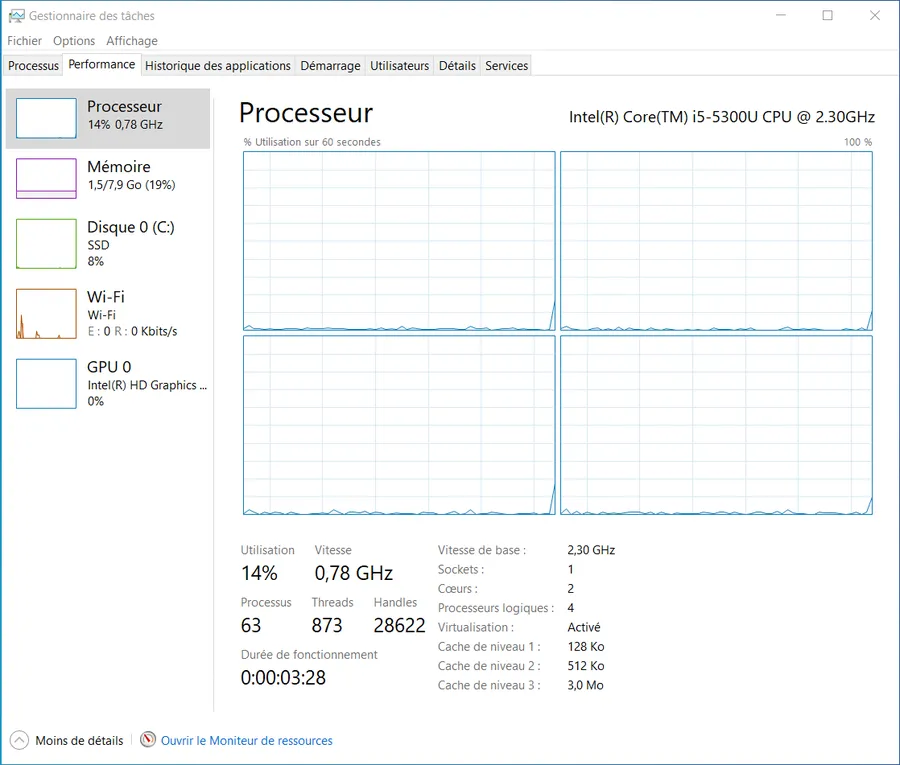 Gestionnaire des tâches
Fichier Options Affichage
Processus Performance Historique des applications Démarrage Utilisateurs Détails Services
Processeur
14% 0,78 GHz
Mémoire
1,5/7,9 Go (19%)
Disque 0 (C:)
SSD
8%
Wi-Fi
Wi-Fi
E : 0 R : 0 Kbits/s
GPU 0
Intel(R) HD Graphics ...
0%
Processeur
Intel(R) Core(TM) i5-5300U CPU @ 2.30GHz
% Utilisation sur 60 secondes
100 %
Utilisation Vitesse
14% 0,78 GHz
Processus Threads Handles
63 873 28622
Durée de fonctionnement
0:00:03:28
Vitesse de base : 2,30 GHz
Sockets : 1
Cœurs : 2
Processeurs logiques : 4
Virtualisation : Activé
Cache de niveau 1 : 128 Ko
Cache de niveau 2 : 512 Ko
Cache de niveau 3 : 3,0 Mo
Moins de détails
Ouvrir le Moniteur de ressources